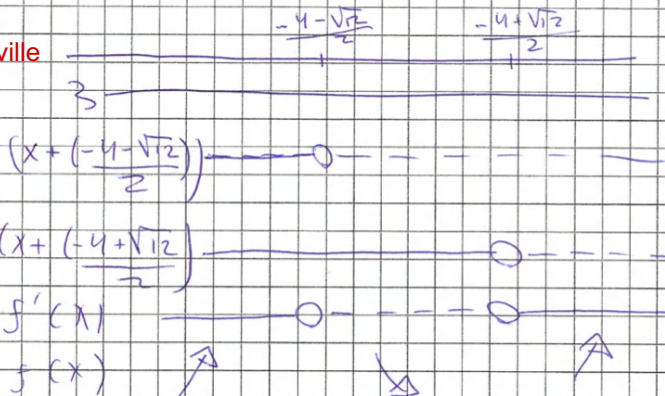 (-4-√12)/2 (-4+√12)/2
ville
3
(x + (-4-√12)/2))
(x + (-4+√12)/2)
f'(x)
f(x)